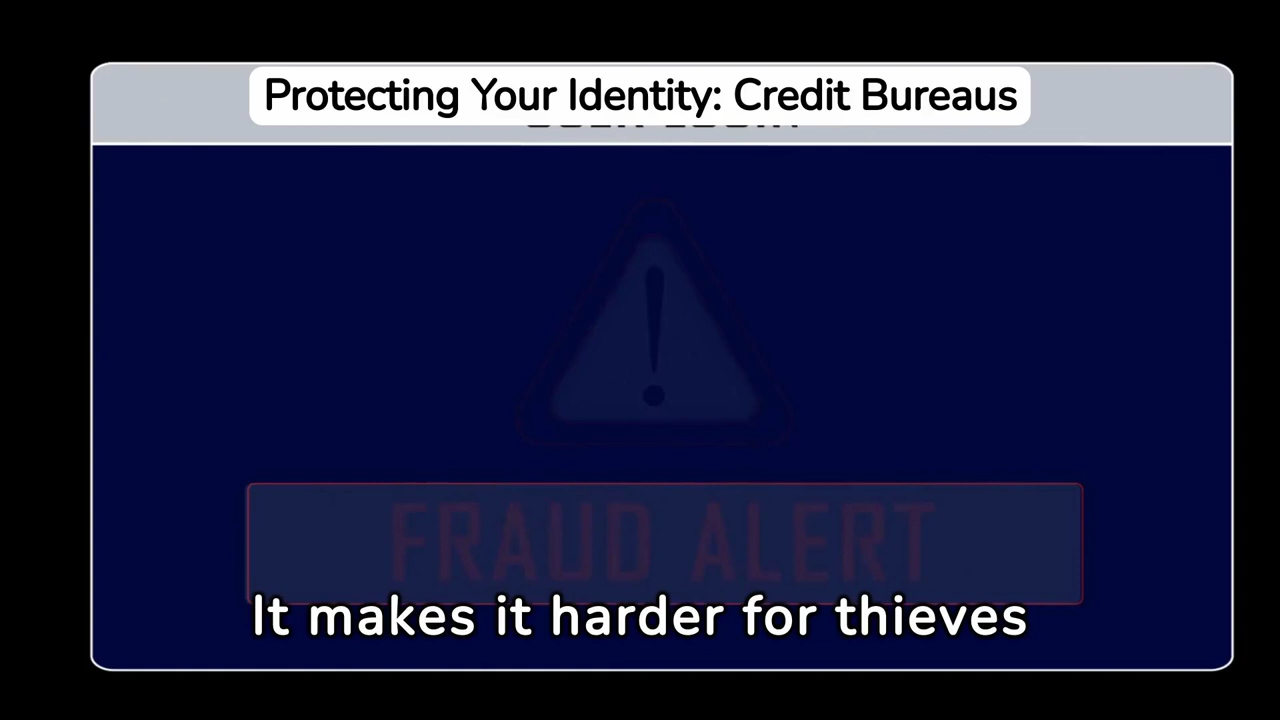 Protecting Your Identity: Credit Bureaus
FRAUD ALERT
It makes it harder for thieves